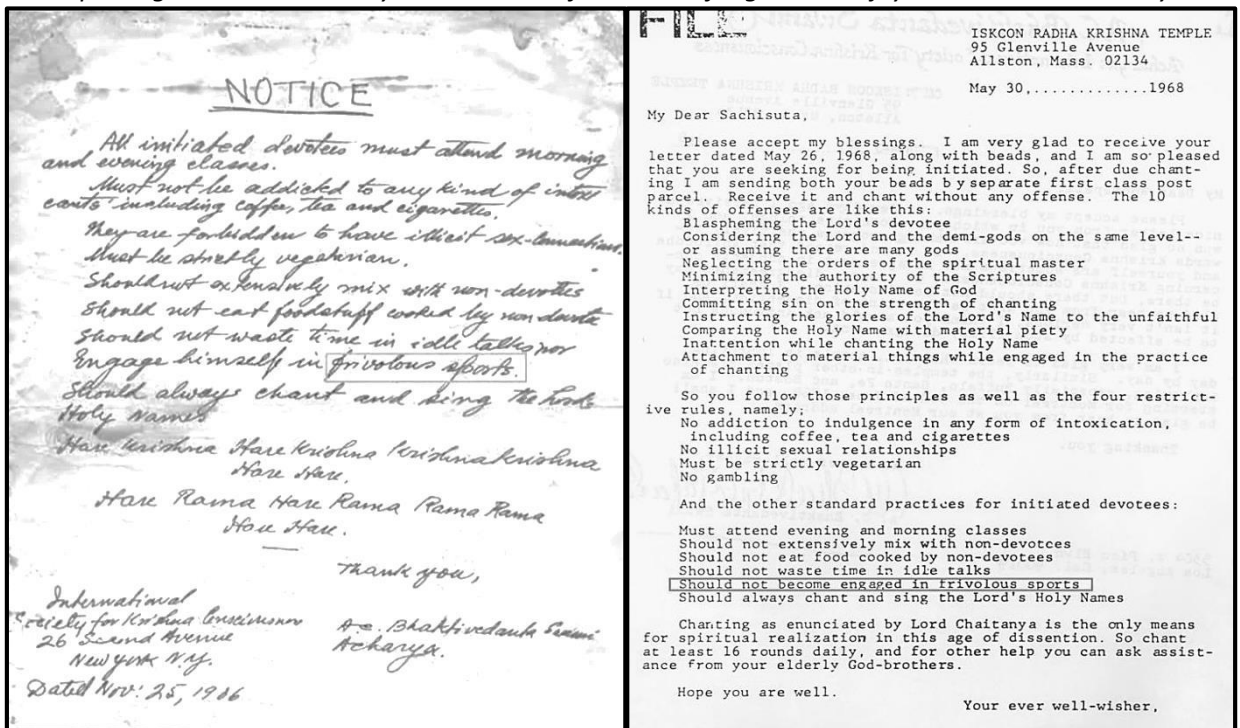 NOTICE
All initiated devotees must attend morning
and evening classes.
Must not be addicted to any kind of intoxi
cants including coffee, tea and cigarettes.
They are forbidden to have illicit sex-connections.
Must be strictly vegetarian.
Should not extensively mix with non-devotees
Should not eat foodstuff cooked by non devotees
Should not waste time in idle talks nor
Engage himself in frivolous sports.
Should always chant and sing the Lord's
Holy Names
Hare Krishna Hare Krishna Krishna Krishna
Hare Hare.
Hare Rama Hare Rama Rama Rama
Hare Hare.
Thank you,
International
Society for Krishna Consciousness
26 Second Avenue
New York N.Y.
Dated Nov: 25, 1966
A.C. Bhaktivedanta Swami
Acharya.
FILE
ISKCON RADHA KRISHNA TEMPLE
95 Glenville Avenue
Allston, Mass. 02134
May 30,.............1968
My Dear Sachisuta,
Please accept my blessings. I am very glad to receive your
letter dated May 26, 1968, along with beads, and I am so pleased
that you are seeking for being initiated. So, after due chant-
ing I am sending both your beads by separate first class post
parcel. Receive it and chant without any offense. The 10
kinds of offenses are like this:
Blaspheming the Lord's devotee
Considering the Lord and the demi-gods on the same level--
or assuming there are many gods
Neglecting the orders of the spiritual master
Minimizing the authority of the Scriptures
Interpreting the Holy Name of God
Committing sin on the strength of chanting
Instructing the glories of the Lord's Name to the unfaithful
Comparing the Holy Name with material piety
Inattention while chanting the Holy Name
Attachment to material things while engaged in the practice
of chanting
So you follow those principles as well as the four restrict-
ive rules, namely;
No addiction to indulgence in any form of intoxication,
including coffee, tea and cigarettes
No illicit sexual relationships
Must be strictly vegetarian
No gambling
And the other standard practices for initiated devotees:
Must attend evening and morning classes
Should not extensively mix with non-devotees
Should not eat food cooked by non-devotees
Should not waste time in idle talks
Should not become engaged in frivolous sports
Should always chant and sing the Lord's Holy Names
Chanting as enunciated by Lord Chaitanya is the only means
for spiritual realization in this age of dissention. So chant
at least 16 rounds daily, and for other help you can ask assist-
ance from your elderly God-brothers.
Hope you are well.
Your ever well-wisher,